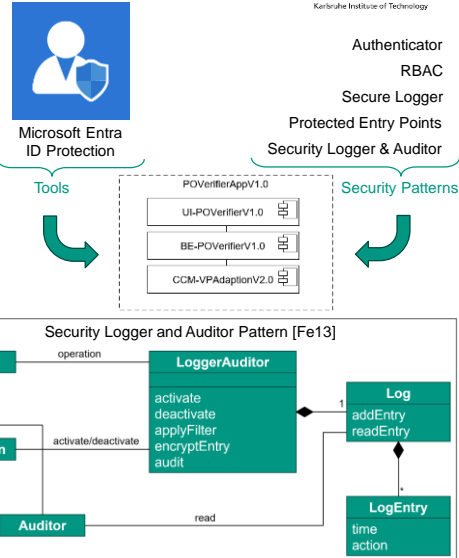 Karlsruhe Institute of Technology
Authenticator
RBAC
Secure Logger
Protected Entry Points
Security Logger & Auditor
Microsoft Entra
ID Protection
Tools
Security Patterns
POVerifierAppV1.0
UI-POVerifierV1.0
BE-POVerifierV1.0
CCM-VPAdaptionV2.0
Security Logger and Auditor Pattern [Fe13]
operation
LoggerAuditor
activate
deactivate
applyFilter
encryptEntry
audit
1
Log
addEntry
readEntry
n
activate/deactivate
*
Auditor
read
LogEntry
time
action